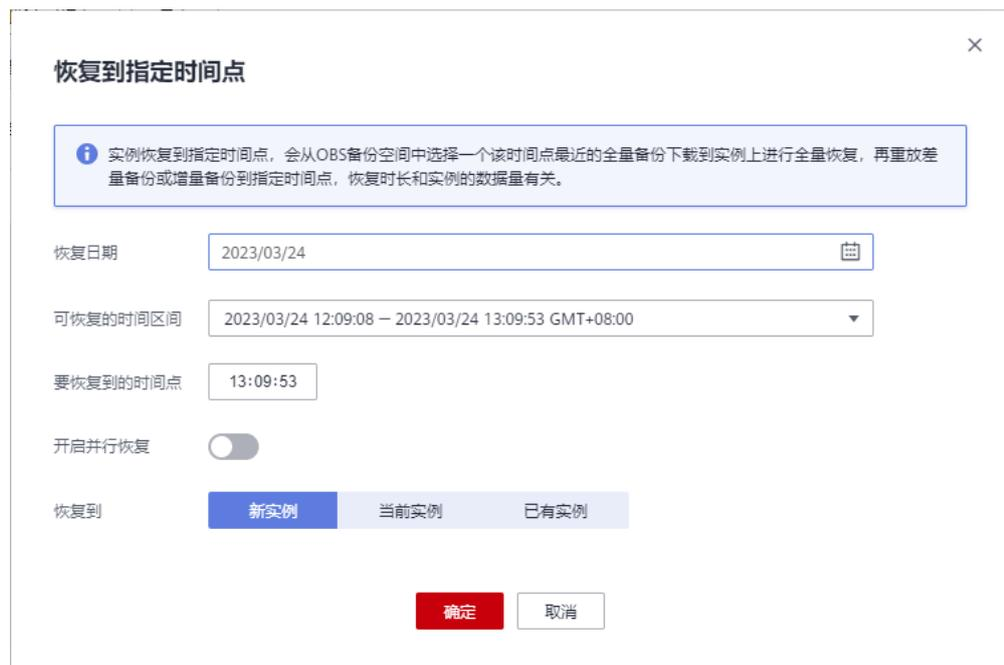 恢复到指定时间点
实例恢复到指定时间点，会从OBS备份空间中选择一个该时间点最近的全量备份下载到实例上进行全量恢复，再重放差
量备份或增量备份到指定时间点，恢复时长和实例的数据量有关。
恢复日期 2023/03/24
可恢复的时间区间 2023/03/24 12:09:08 — 2023/03/24 13:09:53 GMT+08:00
要恢复到的时间点 13:09:53
开启并行恢复
恢复到 新实例 当前实例 已有实例
确定 取消